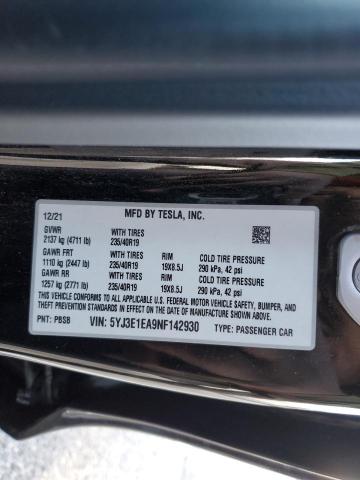 12/21 MFD BY TESLA, INC.
GVWR WITH TIRES
2137 kg (4711 lb) 235/40R19
GAWR FRT WITH TIRES RIM COLD TIRE PRESSURE
1110 kg (2447 lb) 235/40R19 19X8.5J 290 kPa, 42 psi
GAWR RR WITH TIRES RIM COLD TIRE PRESSURE
1257 kg (2771 lb) 235/40R19 19X8.5J 290 kPa, 42 psi
THIS VEHICLE CONFORMS TO ALL APPLICABLE U.S. FEDERAL MOTOR VEHICLE SAFETY, BUMPER, AND
THEFT PREVENTION STANDARDS IN EFFECT ON THE DATE OF MANUFACTURE SHOWN ABOVE.
PNT: PBSB VIN: 5YJ3E1EA9NF142930 TYPE: PASSENGER CAR